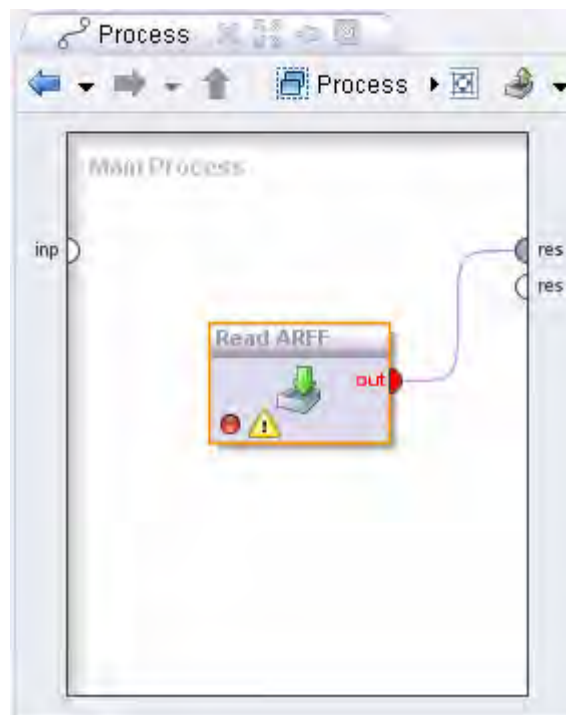 Process
Process
Main Process
inp
res
res
Read ARFF
out